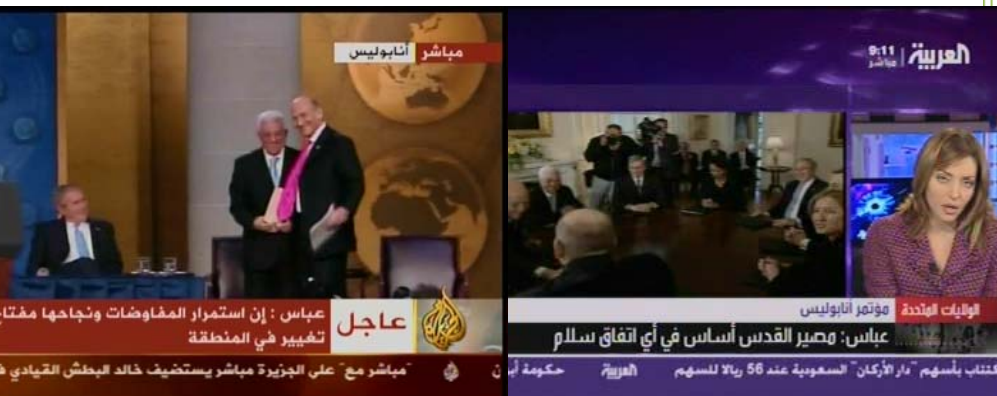 مباشر أنابوليس
عاجل
عباس : إن استمرار المفاوضات ونجاحها مفتاح
تغيير في المنطقة
"مباشر مع" على الجزيرة مباشر يستضيف خالد البطش القيادي
العربية
9:11
مباشر
الولايات المتحدة مؤتمر أنابوليس
عباس: مصير القدس أساس في أي اتفاق سلام
كتتاب بأسهم "دار الأركان" السعودية عند 56 ريالا للسهم العربية حكومة